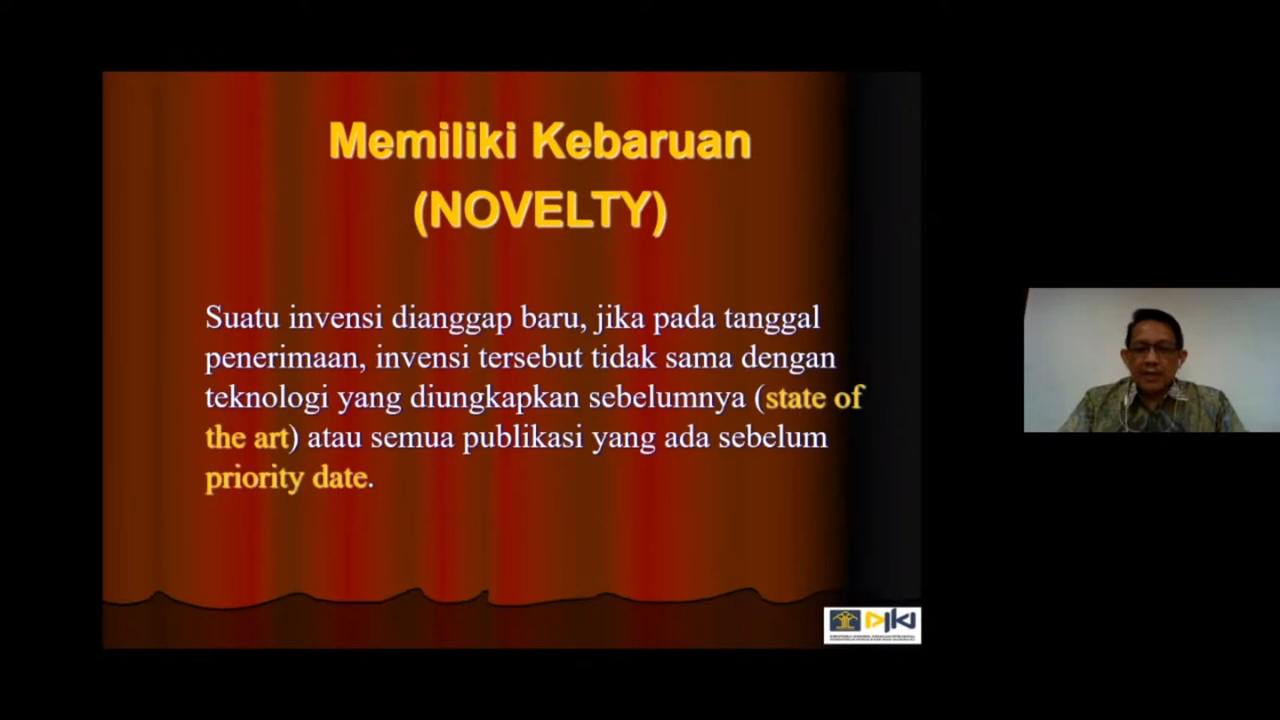 Memiliki Kebaruan
(NOVELTY)
Suatu invensi dianggap baru, jika pada tanggal
penerimaan, invensi tersebut tidak sama dengan
teknologi yang diungkapkan sebelumnya (state of
the art) atau semua publikasi yang ada sebelum
priority date.
DJKI